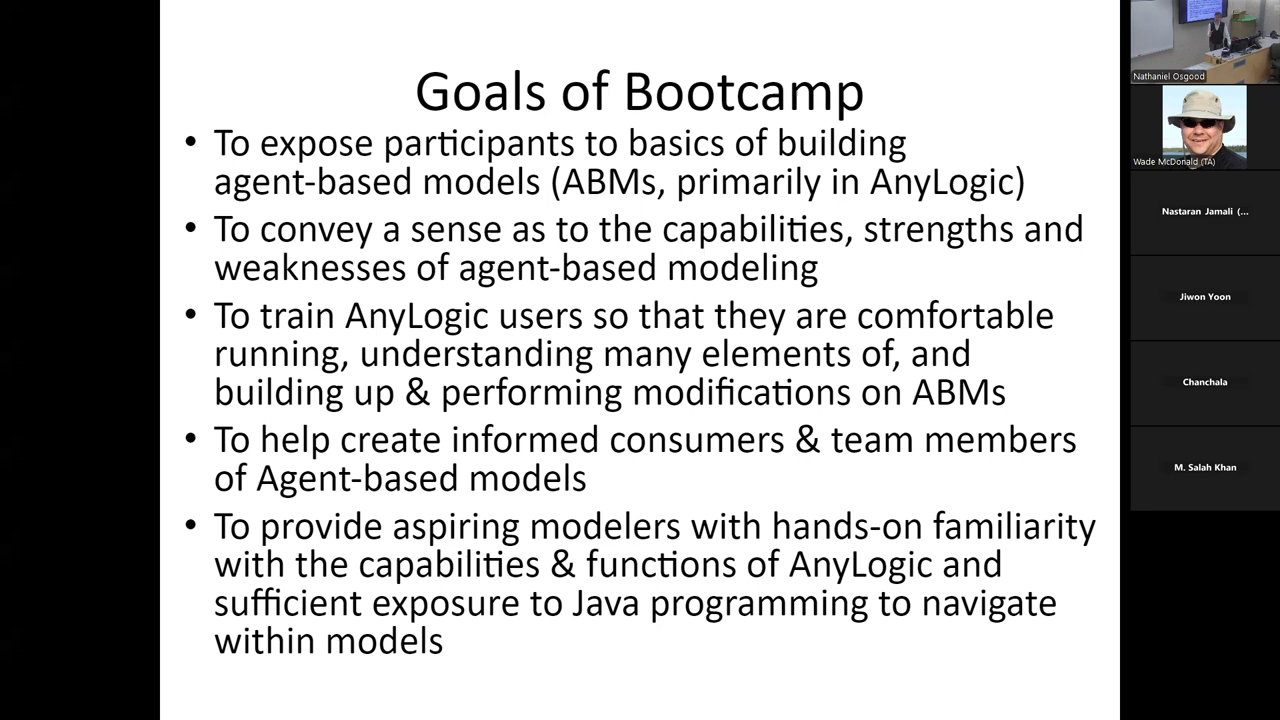 Goals of Bootcamp
• To expose participants to basics of building
agent-based models (ABMs, primarily in AnyLogic)
• To convey a sense as to the capabilities, strengths and
weaknesses of agent-based modeling
• To train AnyLogic users so that they are comfortable
running, understanding many elements of, and
building up & performing modifications on ABMs
• To help create informed consumers & team members
of Agent-based models
• To provide aspiring modelers with hands-on familiarity
with the capabilities & functions of AnyLogic and
sufficient exposure to Java programming to navigate
within models
Nathaniel Osgood
Wade McDonald (TA)
Nastaran Jamali (...
Jiwon Yoon
Chanchala
M. Salah Khan